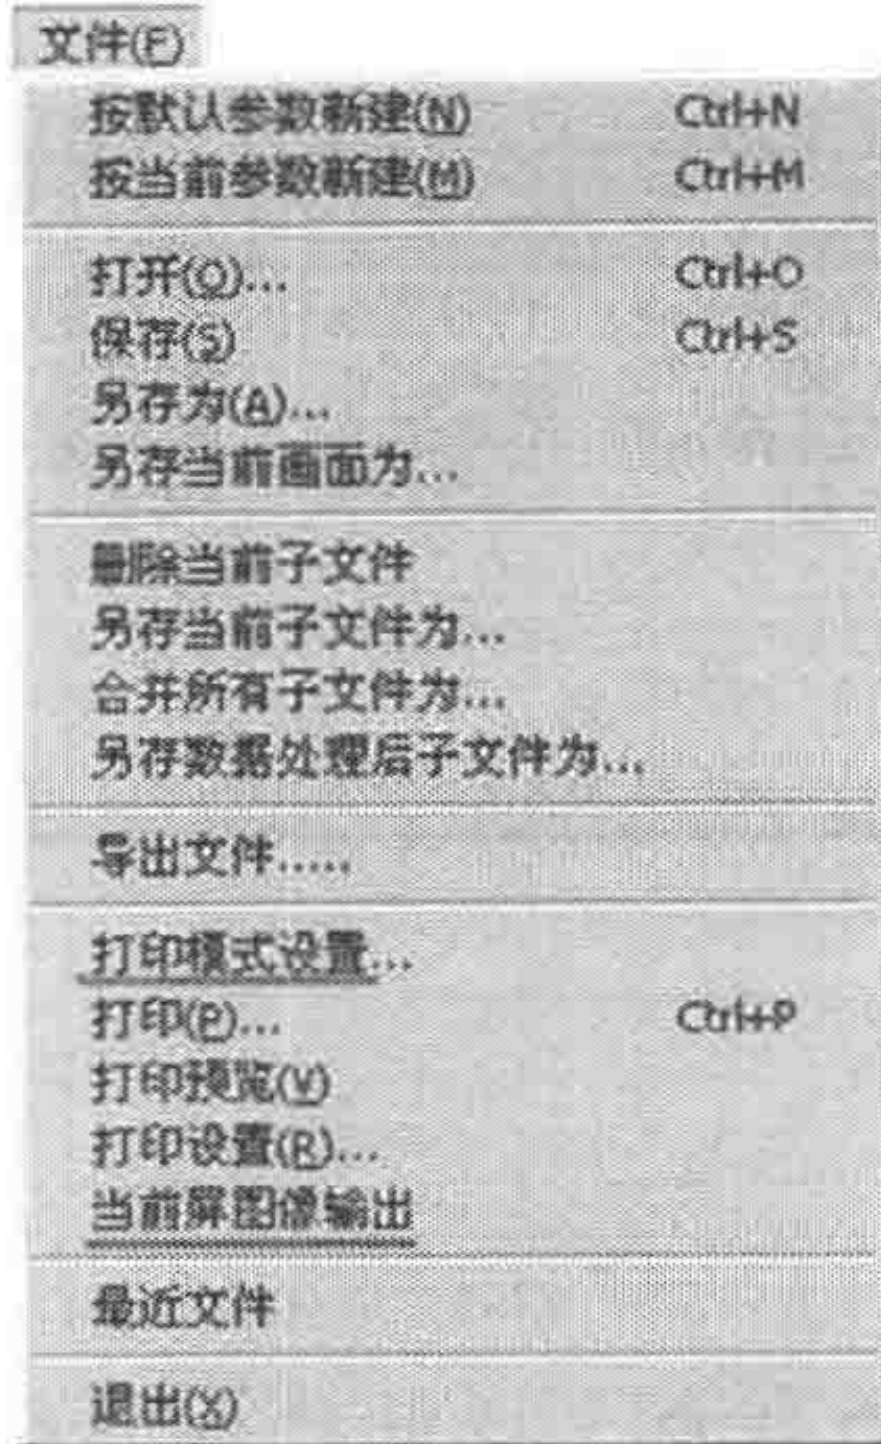 文件(F)
按默认参数新建(N) Ctrl+N
按当前参数新建(M) Ctrl+M
打开(O)... Ctrl+O
保存(S) Ctrl+S
另存为(A)...
另存当前画面为...
删除当前子文件
另存当前子文件为...
合并所有子文件为...
另存数据处理后子文件为...
导出文件.....
打印模式设置...
打印(P)... Ctrl+P
打印预览(V)
打印设置(R)...
当前屏图像输出
最近文件
退出(X)